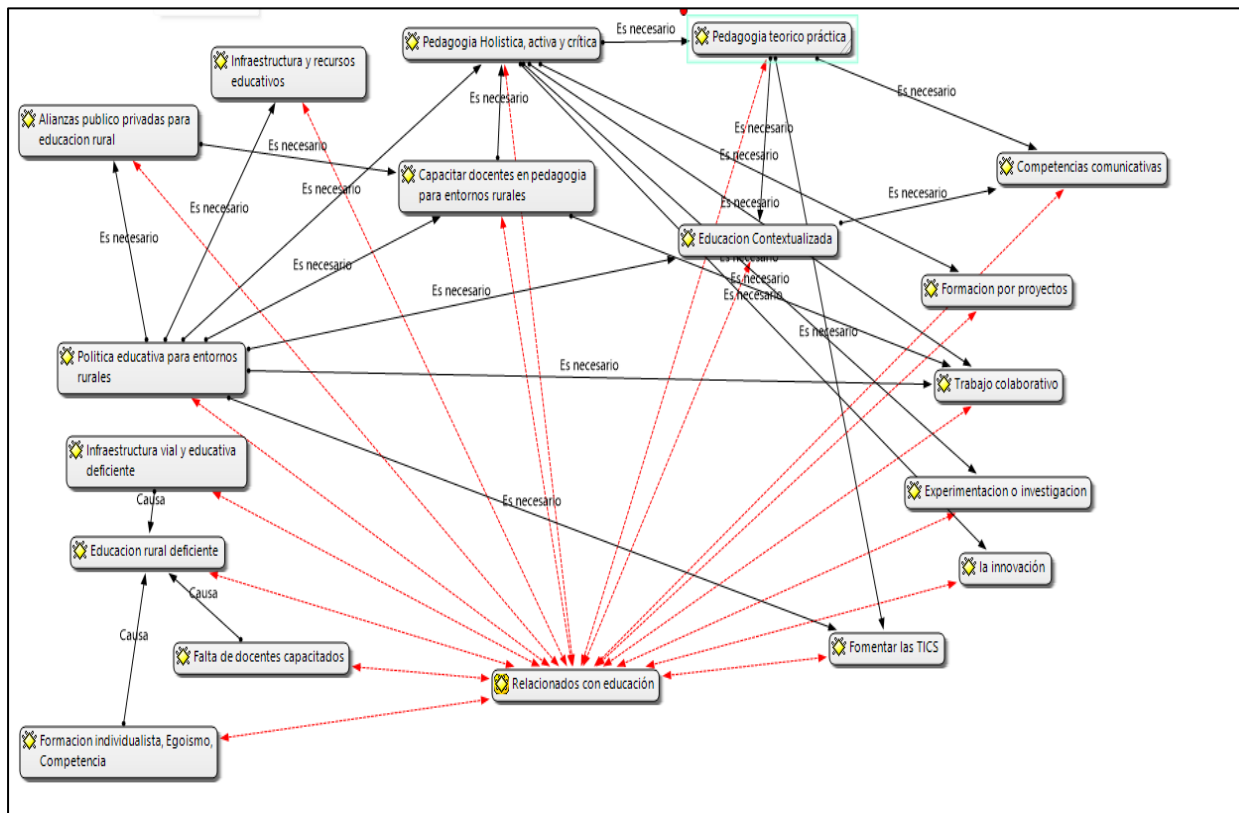 Es necesario
Pedagogia Holistica, activa y crítica
Pedagogia teorico práctica
Infraestructura y recursos
educativos
Es necesario
Es necesario
Alianzas publico privadas para
educacion rural
Es necesario
Es necesario
Es necesario
Competencias comunicativas
Capacitar docentes en pedagogia
para entornos rurales
Es necesario
Es necesario
Es necesario
Es necesario
Es necesario
Educacion Contextualizada
Es necesario
Es necesario
Es necesario
Es necesario
Es necesario
Es necesario
Formacion por proyectos
Es necesario
Politica educativa para entornos
rurales
Es necesario
Trabajo colaborativo
Infraestructura vial y educativa
deficiente
Causa
Es necesario
Experimentacion o investigacion
Educacion rural deficiente
la innovación
Causa
Causa
Falta de docentes capacitados
Fomentar las TICS
Relacionados con educación
Formacion individualista, Egoismo,
Competencia